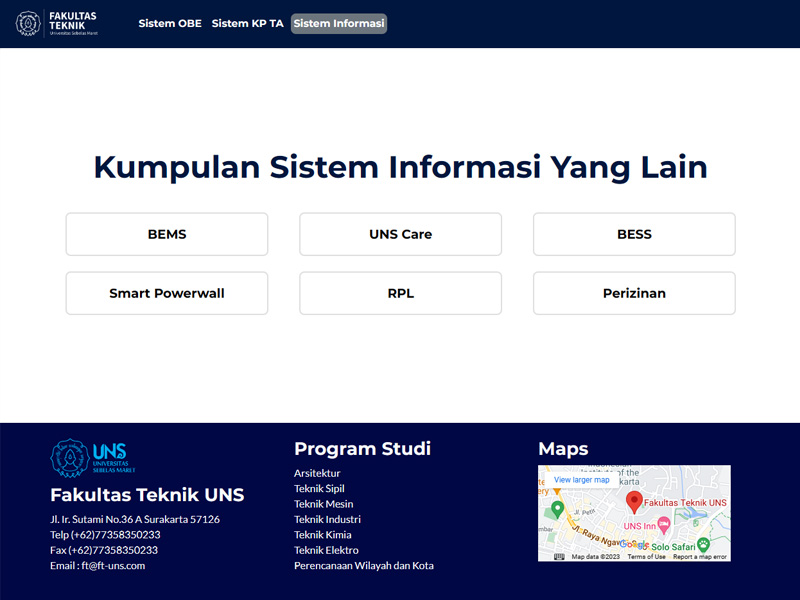 FAKULTAS
TEKNIK
Universitas Sebelas Maret
Sistem OBE
Sistem KP TA
Sistem Informasi
Kumpulan Sistem Informasi Yang Lain
BEMS
UNS Care
BESS
Smart Powerwall
RPL
Perizinan
UNS
UNIVERSITAS
SEBELAS MARET
Fakultas Teknik UNS
Jl. Ir. Sutami No.36 A Surakarta 57126
Telp (+62)77358350233
Fax (+62)77358350233
Email : ft@ft-uns.com
Program Studi
Arsitektur
Teknik Sipil
Teknik Mesin
Teknik Industri
Teknik Kimia
Teknik Elektro
Perencanaan Wilayah dan Kota
Maps
View larger map
Fakultas Teknik UNS
UNS Inn
Jl. Petir
Jl. Raya Ngawi
Google
Solo Safari
Map data ©2023
Terms of Use
Report a map error